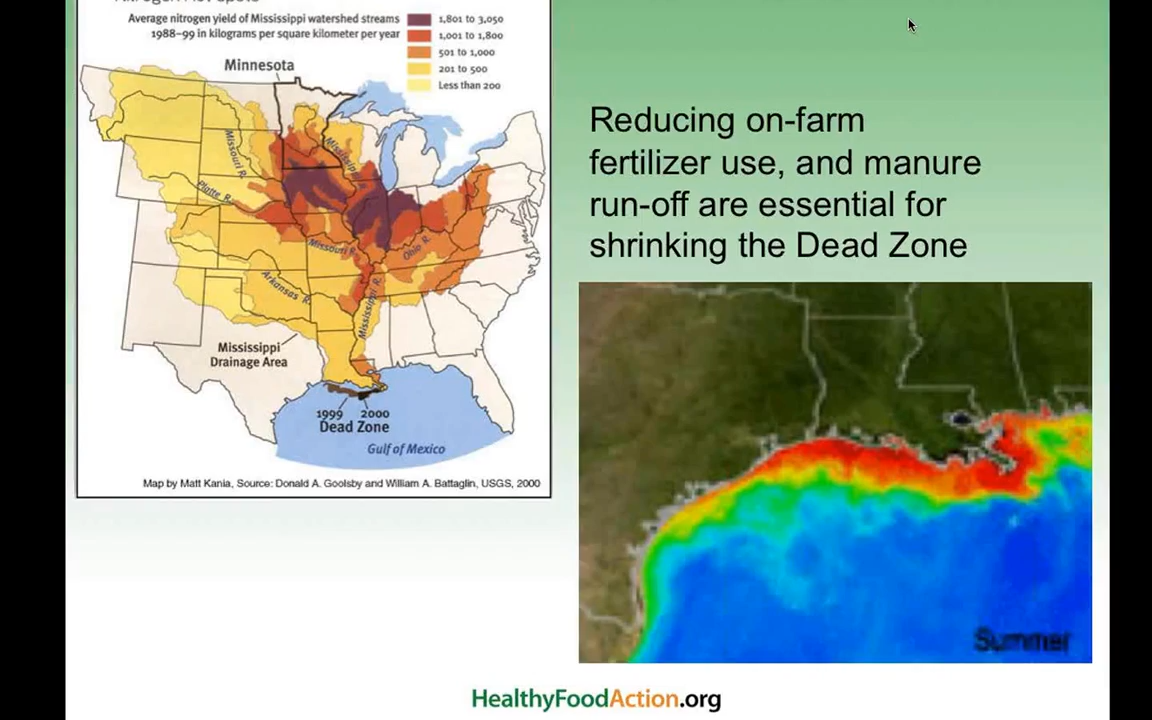 Average nitrogen yield of Mississippi watershed streams
1988–99 in kilograms per square kilometer per year
1,801 to 3,050
1,001 to 1,800
501 to 1,000
201 to 500
Less than 200
Minnesota
Missouri R.
Mississippi
Platte R.
Missouri R.
Ohio R.
Arkansas R.
Mississippi R.
Mississippi
Drainage Area
1999 2000
Dead Zone
Gulf of Mexico
Map by Matt Kania, Source: Donald A. Goolsby and William A. Battaglin, USGS, 2000
Reducing on-farm
fertilizer use, and manure
run-off are essential for
shrinking the Dead Zone
Summer
HealthyFoodAction.org